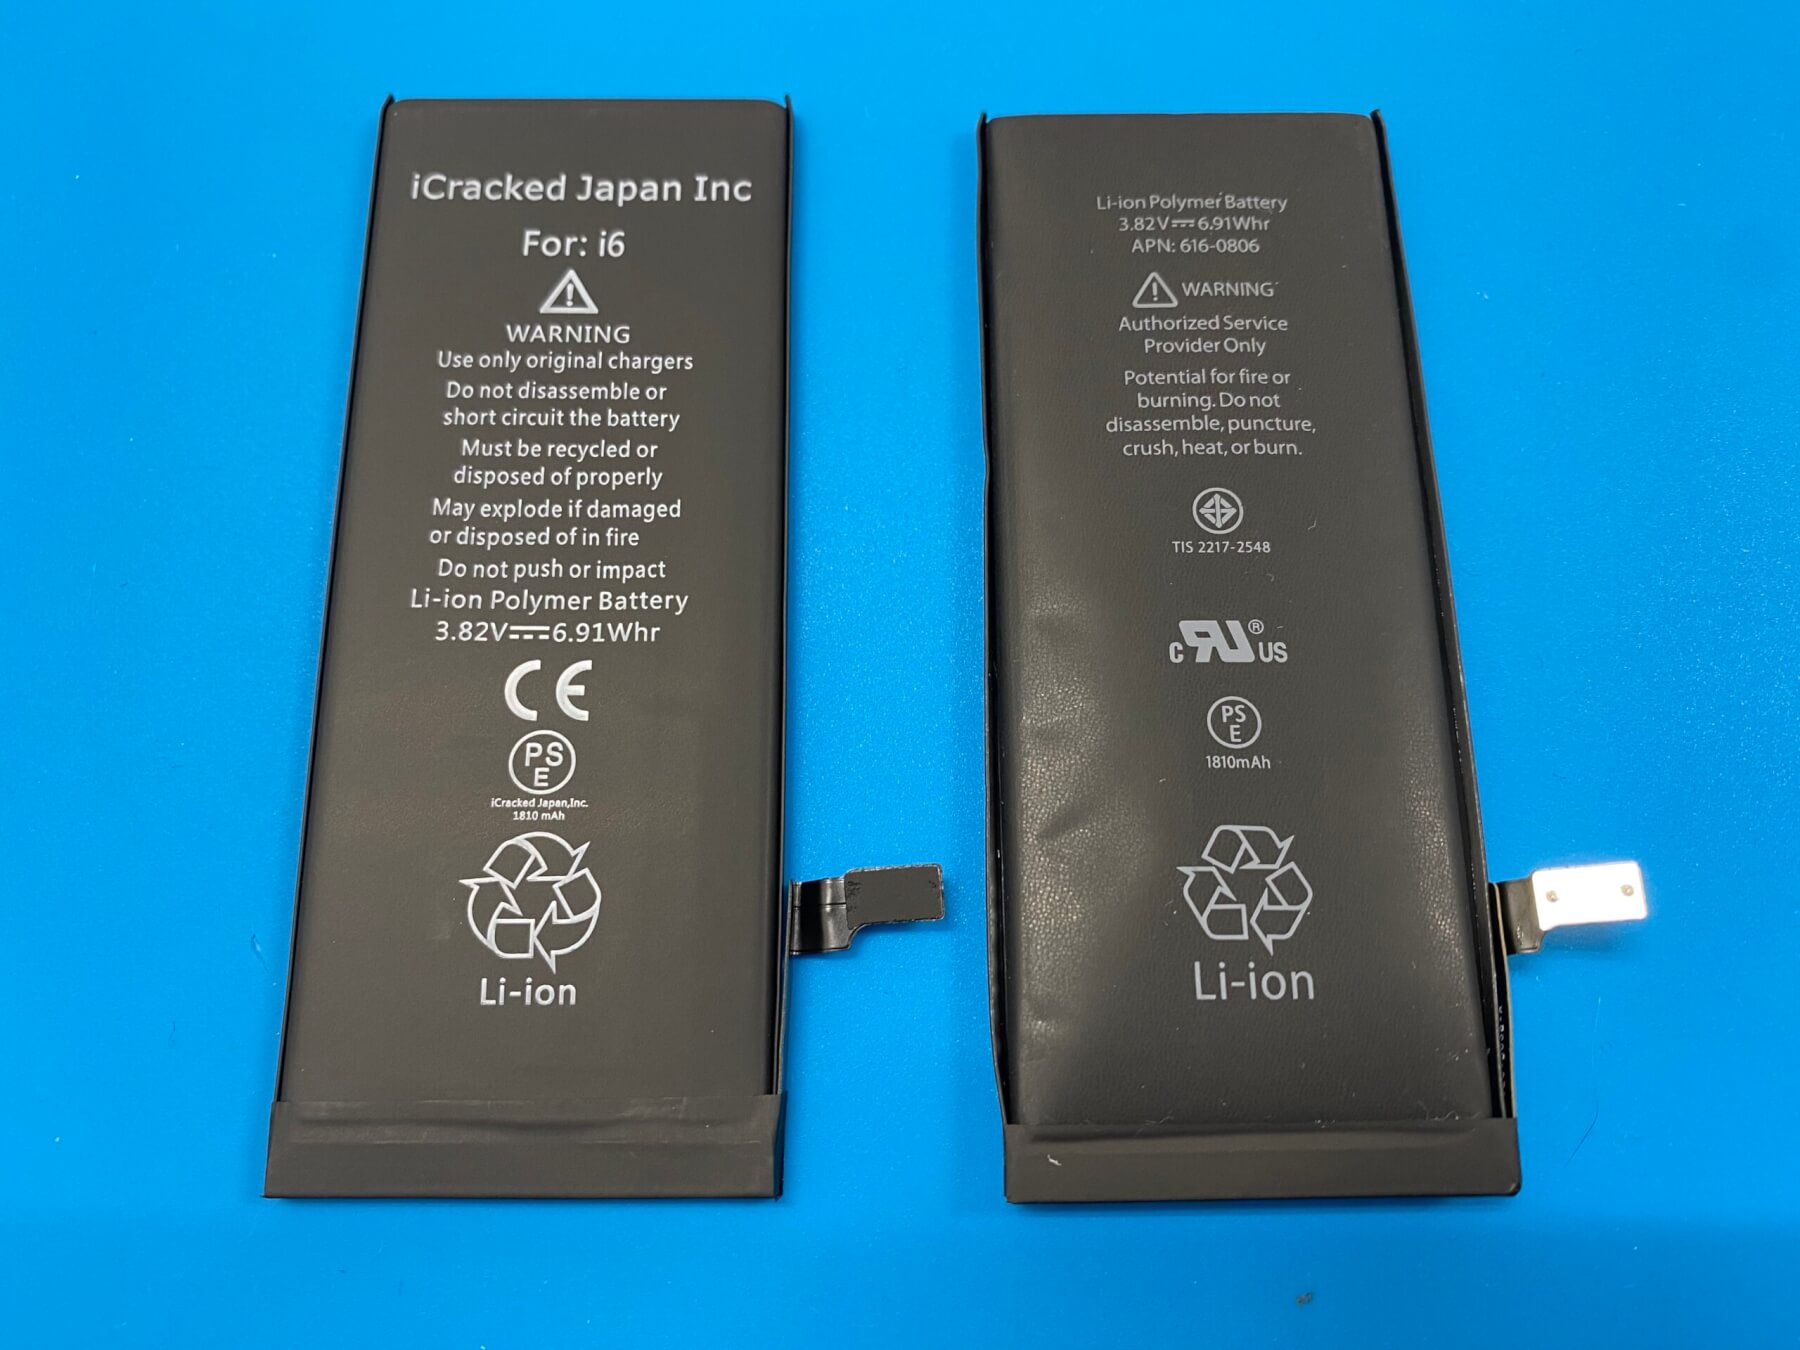 iCracked Japan Inc
For: i6
WARNING
Use only original chargers
Do not disassemble or
short circuit the battery
Must be recycled or
disposed of properly
May explode if damaged
or disposed of in fire
Do not push or impact
Li-ion Polymer Battery
3.82V⎓6.91Whr
CE
PS
E
iCracked Japan,Inc.
1810 mAh
Li-ion
Li-ion Polymer Battery
3.82V⎓6.91Whr
APN: 616-0806
WARNING
Authorized Service
Provider Only
Potential for fire or
burning. Do not
disassemble, puncture,
crush, heat, or burn.
TIS 2217-2548
c RU® US
PS
E
1810mAh
Li-ion